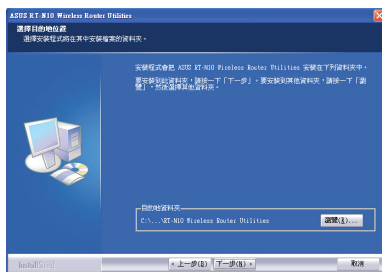 ASUS RT-N10 Wireless Router Utilities
選擇目的地位置
選擇安裝程式將在其中安裝檔案的資料夾。
安裝程式會把 ASUS RT-N10 Wireless Router Utilities 安裝在下列資料夾中。
要安裝到此資料夾，請按一下「下一步」。要安裝到其他資料夾，請按一下「瀏
覽」，然後選擇其他資料夾。
目的地資料夾
C:\...\RT-N10 Wireless Router Utilities
瀏覽(R)...
InstallShield
< 上一步(B)
下一步(N) >
取消